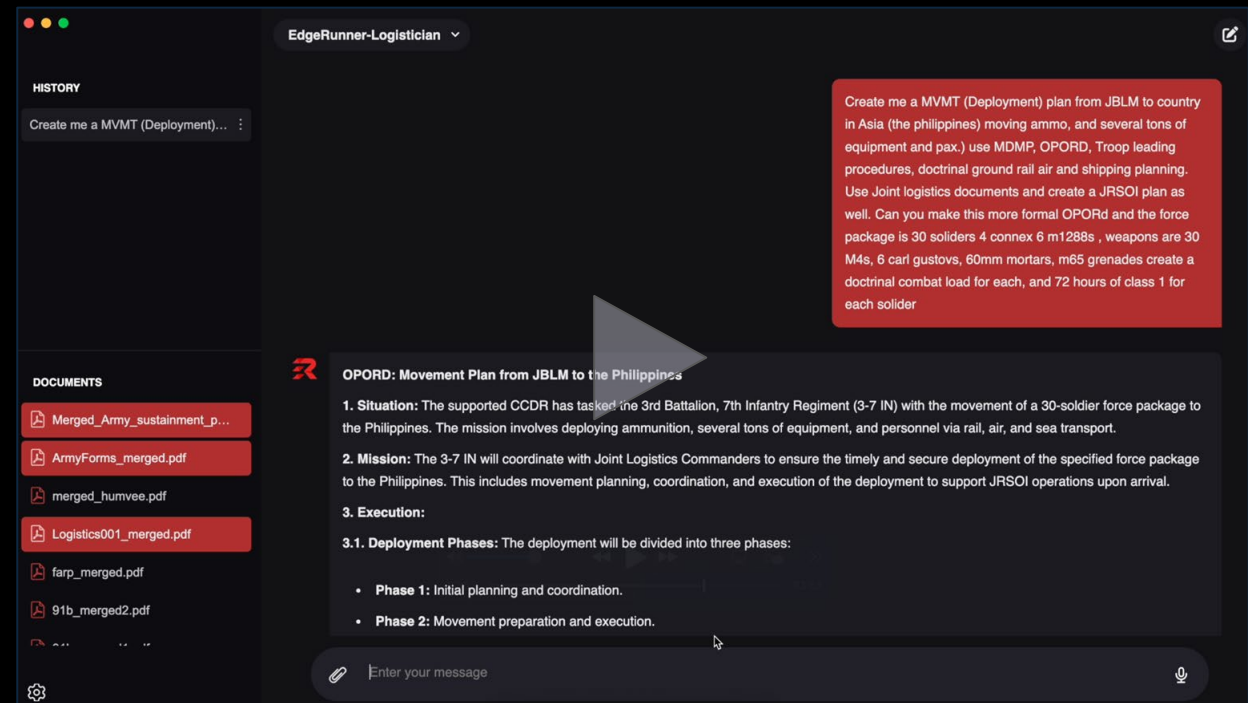 EdgeRunner-Logistician
HISTORY
Create me a MVMT (Deployment)...
DOCUMENTS
Merged_Army_sustainment_p...
ArmyForms_merged.pdf
merged_humvee.pdf
Logistics001_merged.pdf
farp_merged.pdf
91b_merged2.pdf
Create me a MVMT (Deployment) plan from JBLM to country
in Asia (the philippines) moving ammo, and several tons of
equipment and pax.) use MDMP, OPORD, Troop leading
procedures, doctrinal ground rail air and shipping planning.
Use Joint logistics documents and create a JRSOI plan as
well. Can you make this more formal OPORd and the force
package is 30 soliders 4 connex 6 m1288s , weapons are 30
M4s, 6 carl gustovs, 60mm mortars, m65 grenades create a
doctrinal combat load for each, and 72 hours of class 1 for
each solider
OPORD: Movement Plan from JBLM to the Philippines
1. Situation: The supported CCDR has tasked the 3rd Battalion, 7th Infantry Regiment (3-7 IN) with the movement of a 30-soldier force package to
the Philippines. The mission involves deploying ammunition, several tons of equipment, and personnel via rail, air, and sea transport.
2. Mission: The 3-7 IN will coordinate with Joint Logistics Commanders to ensure the timely and secure deployment of the specified force package
to the Philippines. This includes movement planning, coordination, and execution of the deployment to support JRSOI operations upon arrival.
3. Execution:
3.1. Deployment Phases: The deployment will be divided into three phases:
• Phase 1: Initial planning and coordination.
• Phase 2: Movement preparation and execution.
Enter your message